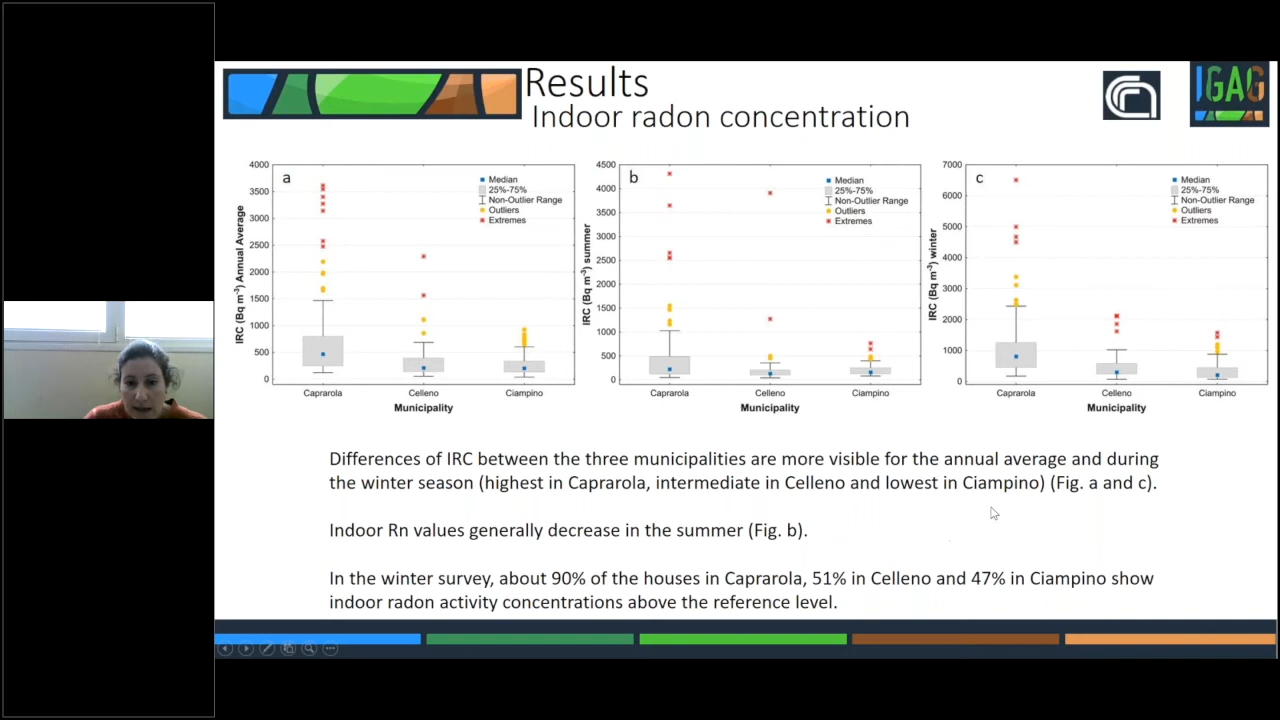 Results
Indoor radon concentration
IGAG
4000
3500
3000
2500
2000
1500
1000
500
0
IRC (Bq m⁻³) Annual Average
a
Median
25%-75%
Non-Outlier Range
Outliers
Extremes
Caprarola Celleno Ciampino
Municipality
4500
4000
3500
3000
2500
2000
1500
1000
500
0
IRC (Bq m⁻³) summer
b
Median
25%-75%
Non-Outlier Range
Outliers
Extremes
Caprarola Celleno Ciampino
Municipality
7000
6000
5000
4000
3000
2000
1000
0
IRC (Bq m⁻³) winter
c
Median
25%-75%
Non-Outlier Range
Outliers
Extremes
Caprarola Celleno Ciampino
Municipality
Differences of IRC between the three municipalities are more visible for the annual average and during
the winter season (highest in Caprarola, intermediate in Celleno and lowest in Ciampino) (Fig. a and c).
Indoor Rn values generally decrease in the summer (Fig. b).
In the winter survey, about 90% of the houses in Caprarola, 51% in Celleno and 47% in Ciampino show
indoor radon activity concentrations above the reference level.